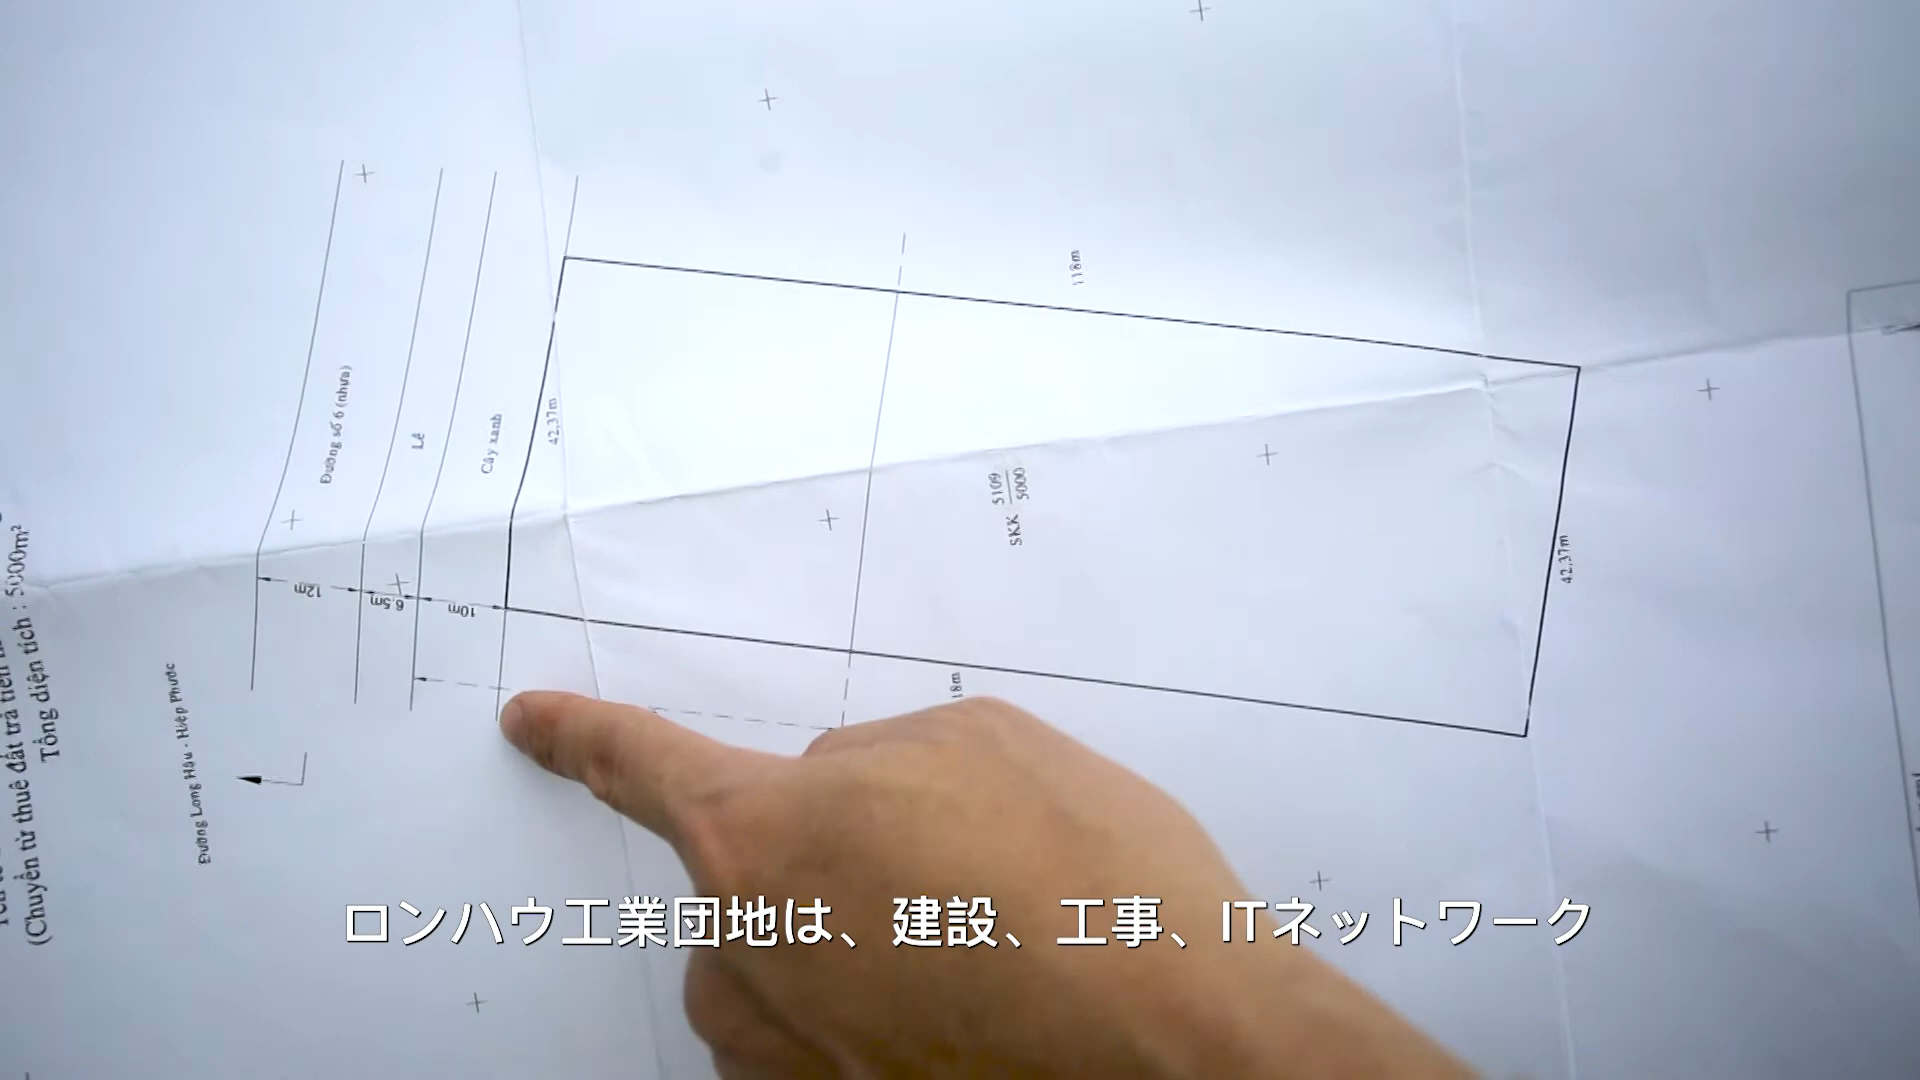 Đường số 6 (nhựa)
Lề
Cây xanh
42,37m
118m
SKK 5109
5000
42,37m
12m
6,5m
10m
18m
Đường Long Hậu - Hiệp Phước
(Chuyển từ thuê đất trả tiền
Tổng diện tích : 5000m²
ロンハウ工業団地は、建設、工事、ITネットワーク